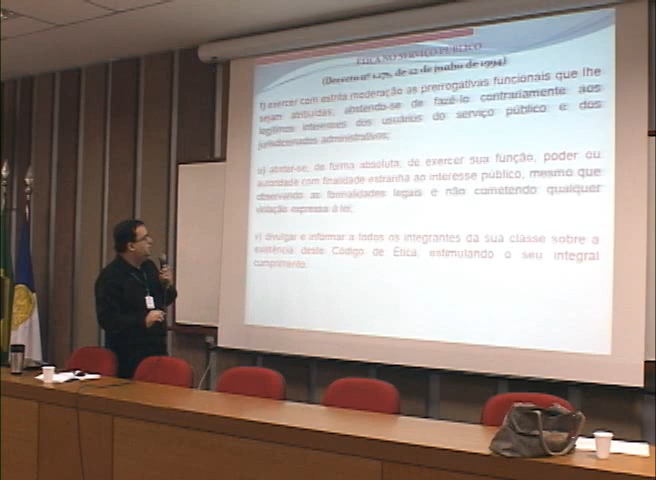 ÉTICA NO SERVIÇO PÚBLICO
(Decreto nº 1.171, de 22 de junho de 1994)
t) exercer com estrita moderação as prerrogativas funcionais que lhe
sejam atribuídas, abstendo-se de fazê-lo contrariamente aos
legítimos interesses dos usuários do serviço público e dos
jurisdicionados administrativos;
u) abster-se, de forma absoluta, de exercer sua função, poder ou
autoridade com finalidade estranha ao interesse público, mesmo que
observando as formalidades legais e não cometendo qualquer
violação expressa à lei;
v) divulgar e informar a todos os integrantes da sua classe sobre a
existência deste Código de Ética, estimulando o seu integral
cumprimento.